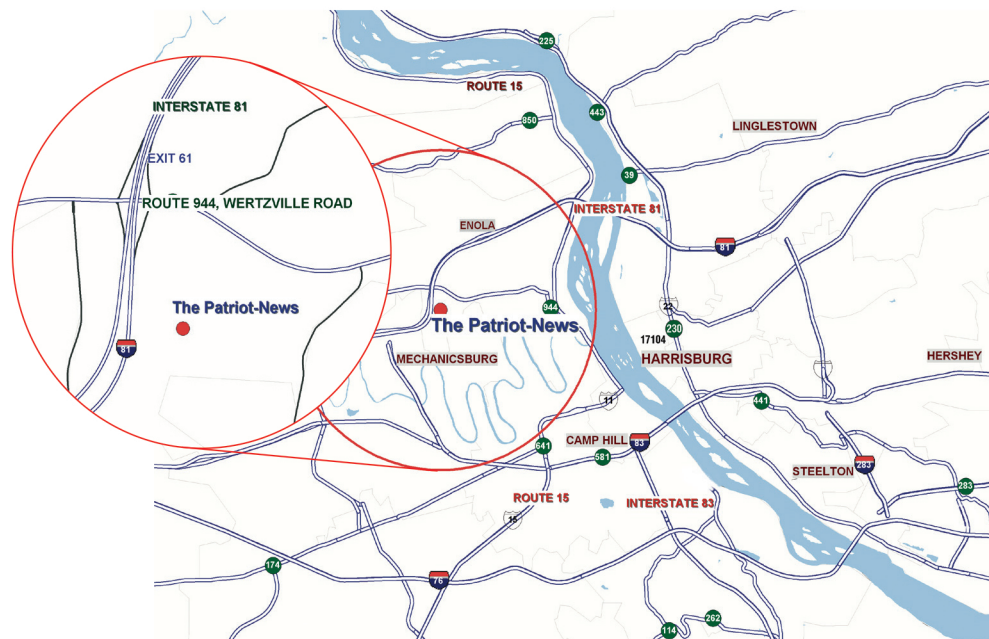 225
ROUTE 15
443
850
LINGLESTOWN
INTERSTATE 81
EXIT 61
39
ROUTE 944, WERTZVILLE ROAD
INTERSTATE 81
ENOLA
81
The Patriot-News
944
22
The Patriot-News
230
17104
81
MECHANICSBURG
HARRISBURG
HERSHEY
11
441
641
CAMP HILL
83
581
STEELTON
283
283
ROUTE 15
INTERSTATE 83
15
174
76
262
114